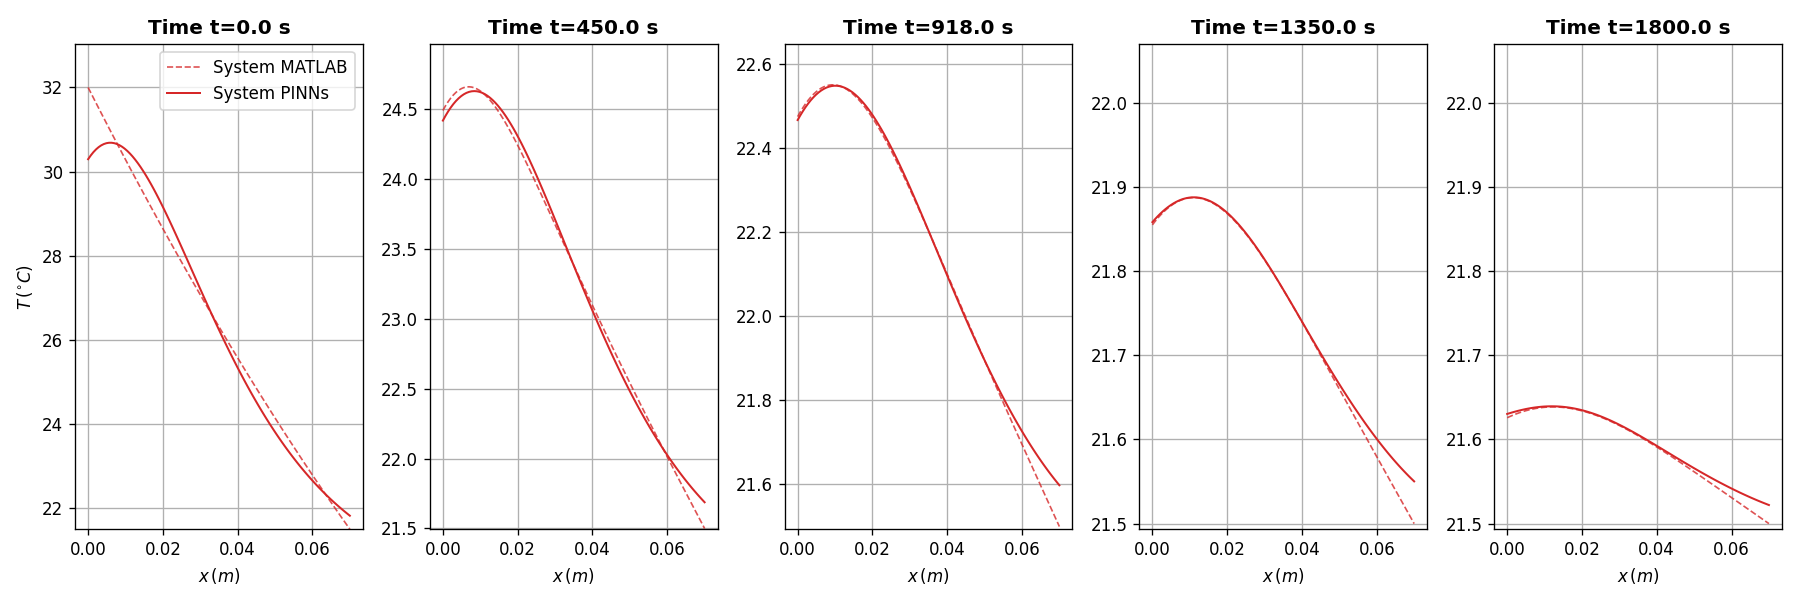 Time t=0.0 s
Time t=450.0 s
Time t=918.0 s
Time t=1350.0 s
Time t=1800.0 s
System MATLAB
System PINNs
T(°C)
32
30
28
26
24
22
0.00 0.02 0.04 0.06
x (m)
24.5
24.0
23.5
23.0
22.5
22.0
21.5
0.00 0.02 0.04 0.06
x (m)
22.6
22.4
22.2
22.0
21.8
21.6
0.00 0.02 0.04 0.06
x (m)
22.0
21.9
21.8
21.7
21.6
21.5
0.00 0.02 0.04 0.06
x (m)
22.0
21.9
21.8
21.7
21.6
21.5
0.00 0.02 0.04 0.06
x (m)